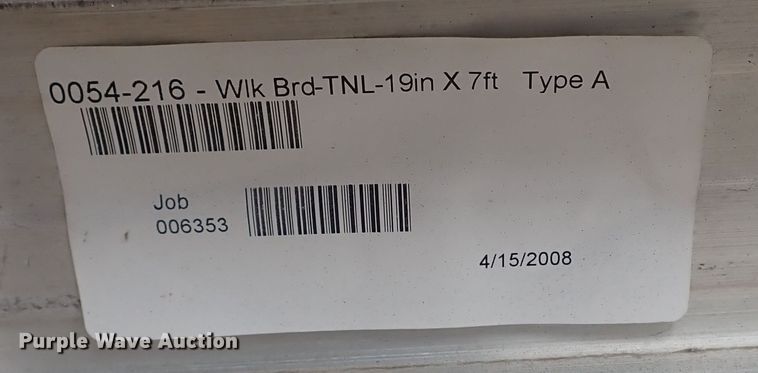 0054-216 - Wlk Brd-TNL-19in X 7ft Type A
Job
006353
4/15/2008
Purple Wave Auction